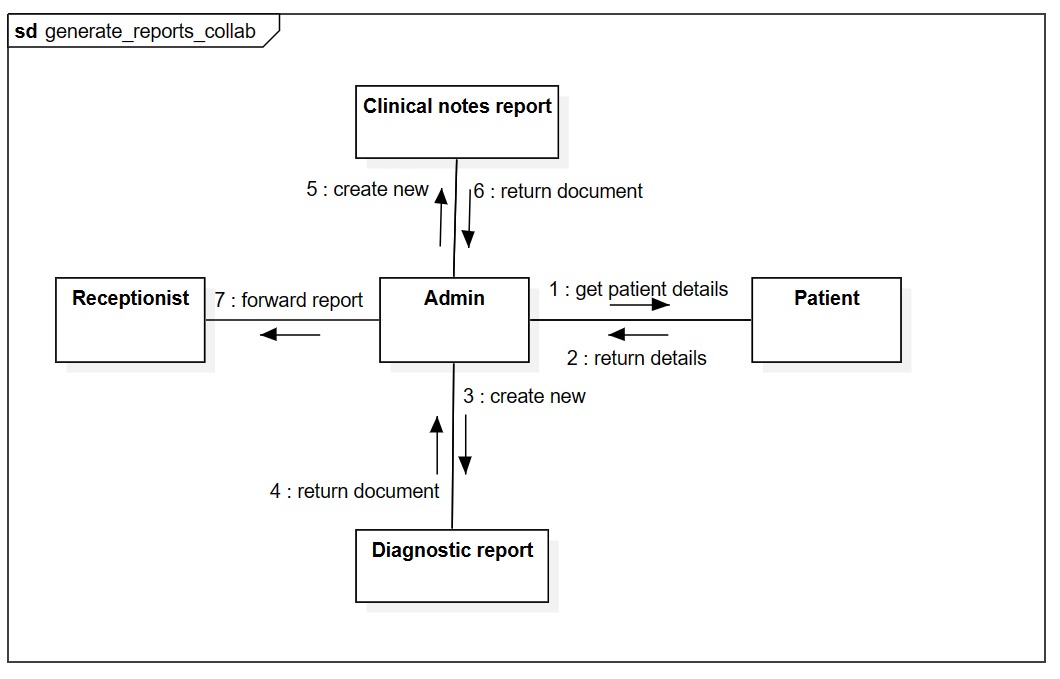 sd generate_reports_collab
Clinical notes report
5 : create new
6 : return document
Receptionist
7 : forward report
Admin
1 : get patient details
Patient
2 : return details
3 : create new
4 : return document
Diagnostic report